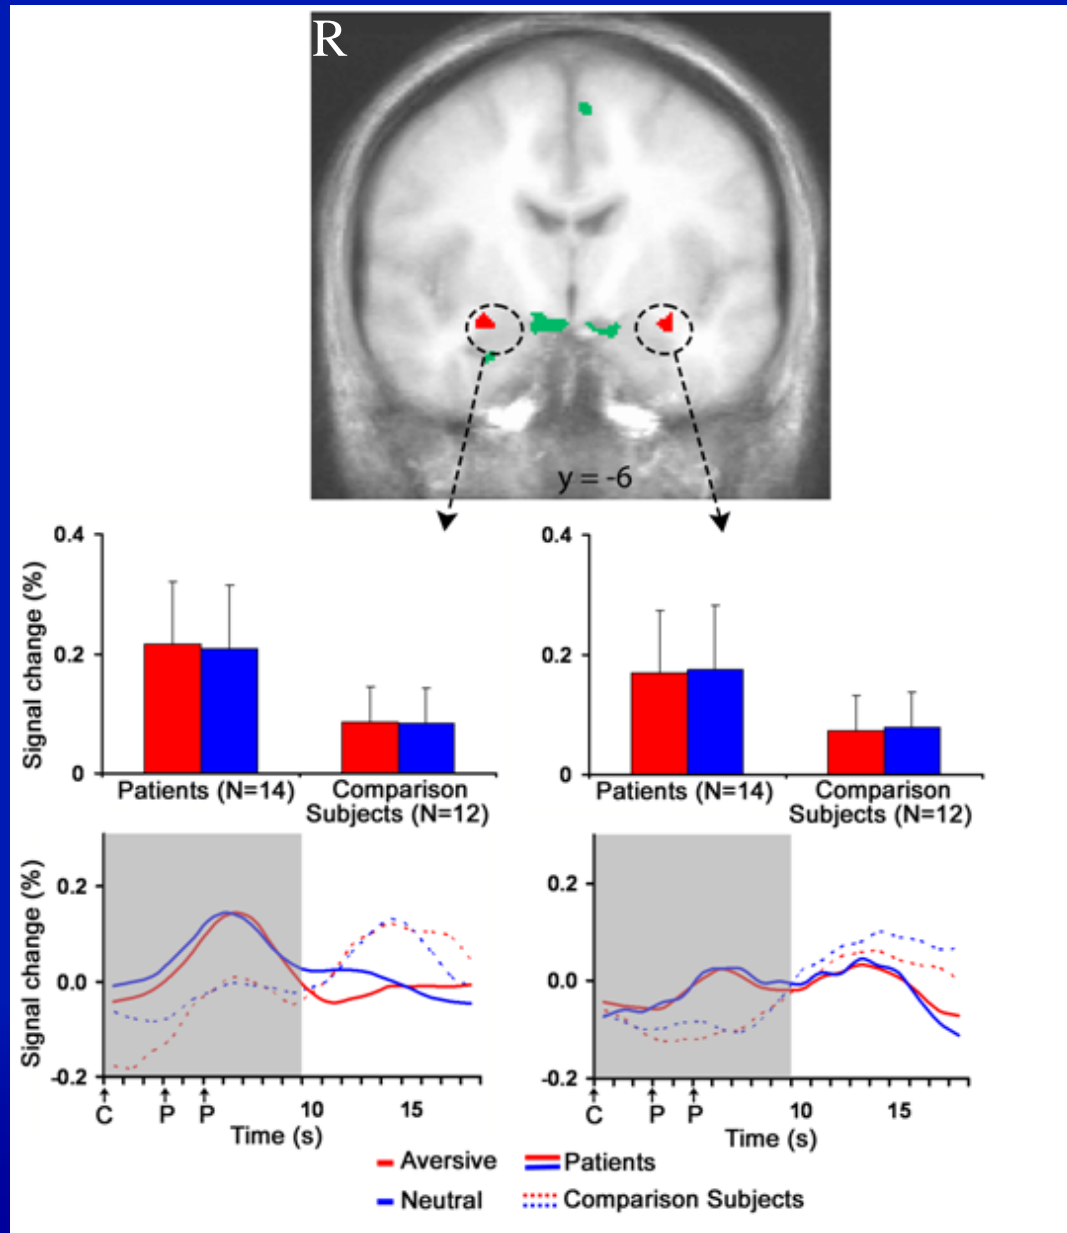 R
y = -6
0.4
0.2
0
Signal change (%)
Patients (N=14)
Comparison
Subjects (N=12)
0.4
0.2
0
Patients (N=14)
Comparison
Subjects (N=12)
0.2
0.0
-0.2
Signal change (%)
C P P 10 15
Time (s)
0.2
0.0
-0.2
C P P 10 15
Time (s)
Aversive Patients
Neutral Comparison Subjects